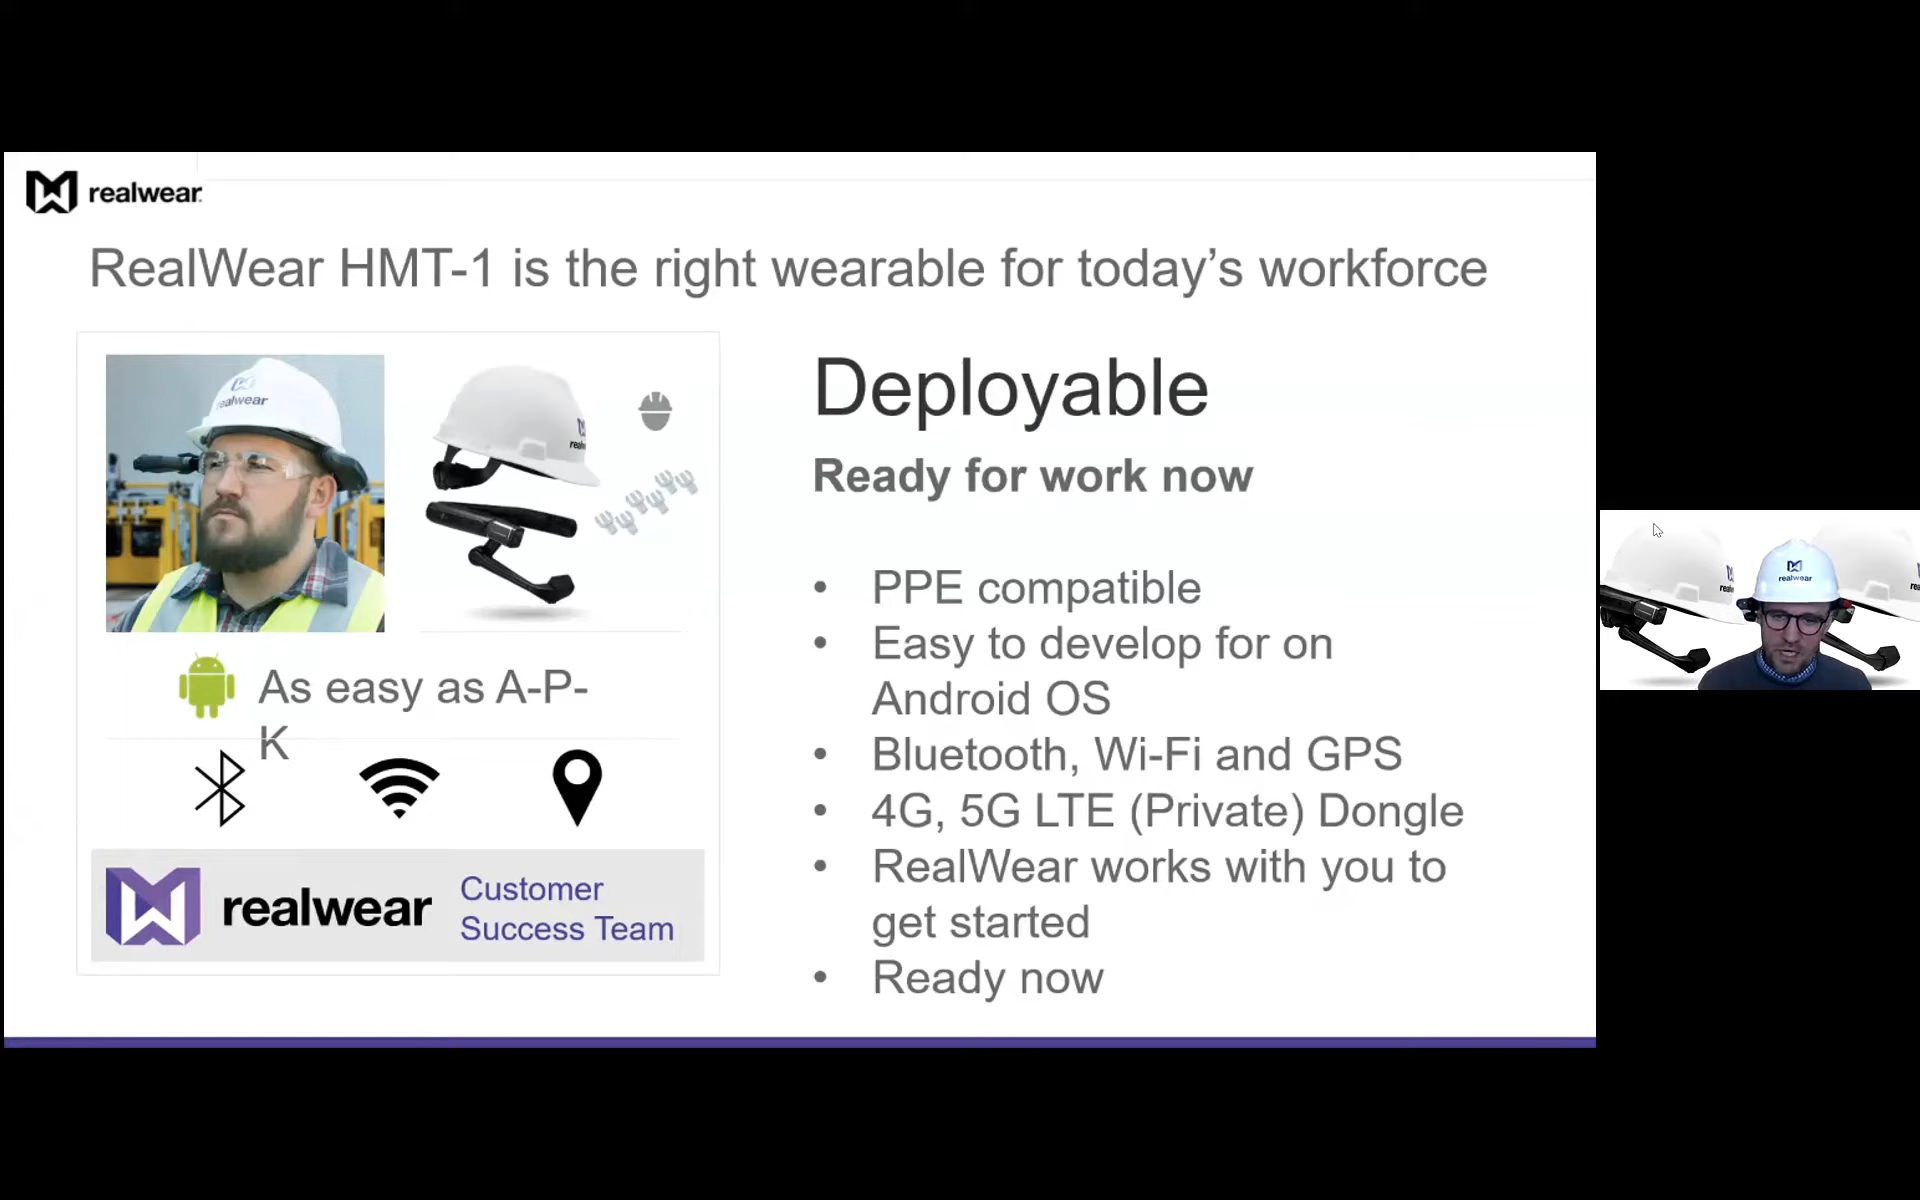 realwear
RealWear HMT-1 is the right wearable for today's workforce
realwear
Deployable
Ready for work now
• PPE compatible
• Easy to develop for on
Android OS
• Bluetooth, Wi-Fi and GPS
• 4G, 5G LTE (Private) Dongle
• RealWear works with you to
get started
• Ready now
As easy as A-P-
K
realwear
Customer
Success Team
realwear